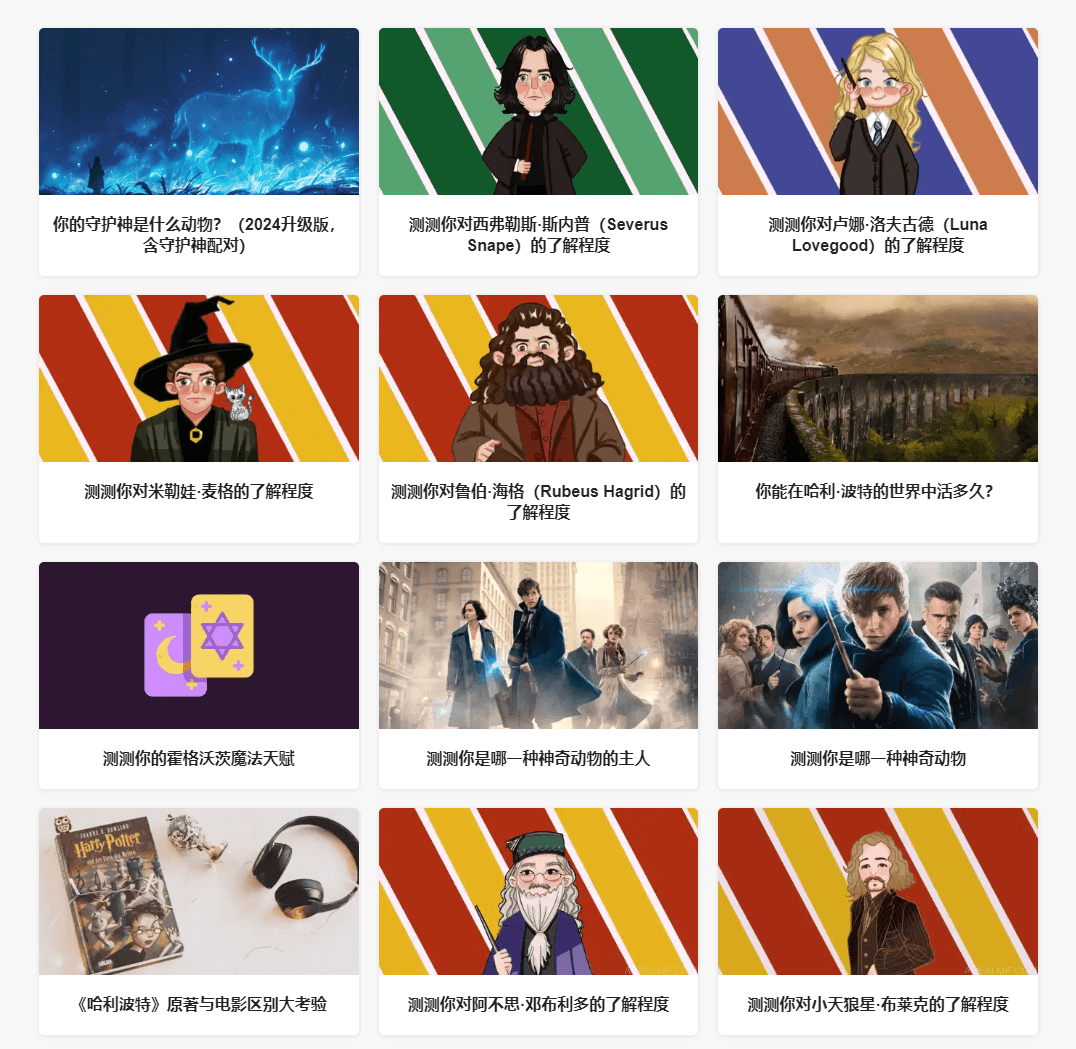 你的守护神是什么动物？（2024升级版，
含守护神配对）
测测你对西弗勒斯·斯内普（Severus
Snape）的了解程度
测测你对卢娜·洛夫古德（Luna
Lovegood）的了解程度
测测你对米勒娃·麦格的了解程度
测测你对鲁伯·海格（Rubeus Hagrid）的
了解程度
你能在哈利·波特的世界中活多久？
测测你的霍格沃茨魔法天赋
测测你是哪一种神奇动物的主人
测测你是哪一种神奇动物
JOANNE K. ROWLING
Harry Potter
und der Stein der Weisen
《哈利波特》原著与电影区别大考验
测测你对阿不思·邓布利多的了解程度
测测你对小天狼星·布莱克的了解程度